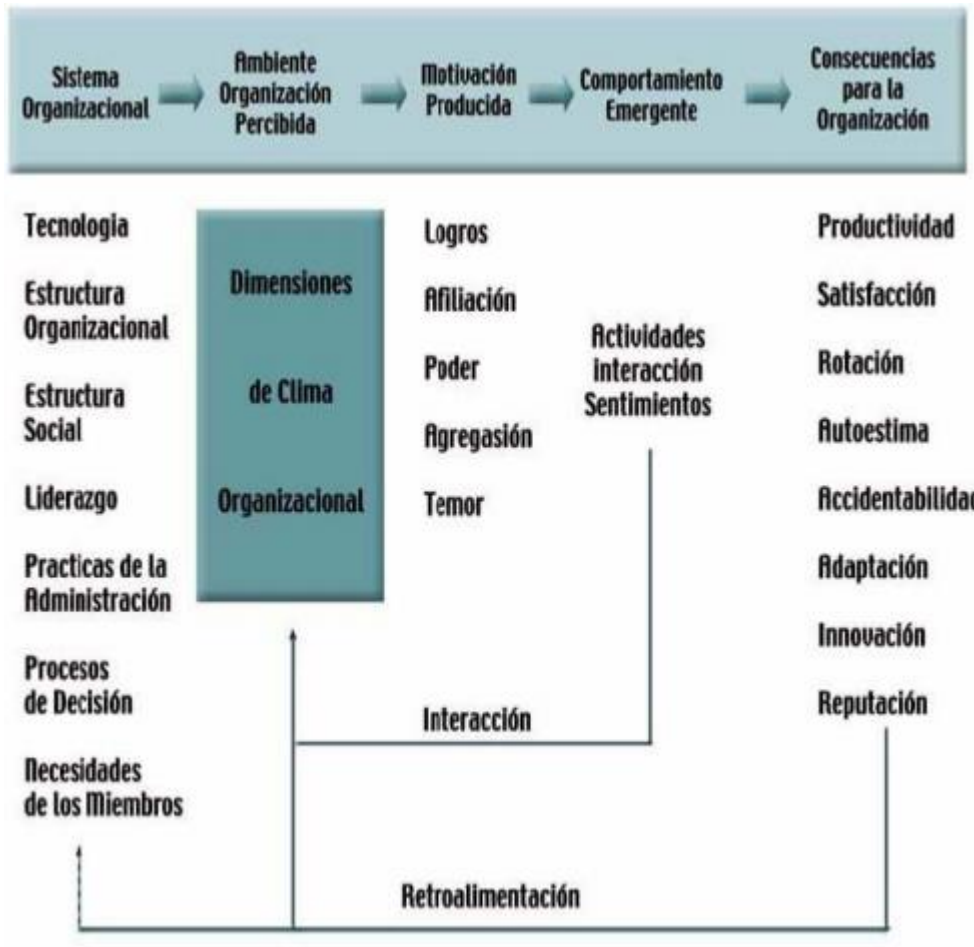 Sistema
Organizacional
Ambiente
Organización
Percibida
Motivación
Producida
Comportamiento
Emergente
Consecuencias
para la
Organización
Tecnologia
Estructura
Organizacional
Estructura
Social
Liderazgo
Practicas de la
Administración
Procesos
de Decisión
Necesidades
de los Miembros
Dimensiones
de Clima
Organizacional
Logros
Afiliación
Poder
Agregasión
Temor
Actividades
interacción
Sentimientos
Productividad
Satisfacción
Rotación
Autoestima
Accidentabilidad
Adaptación
Innovación
Reputación
Interacción
Retroalimentación